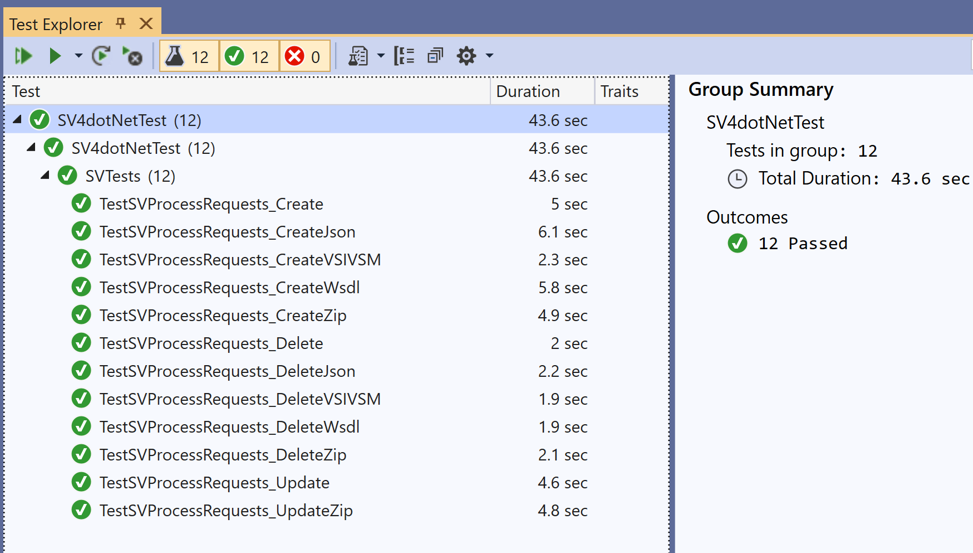 Test Explorer
12 12 0
Test Duration Traits
SV4dotNetTest (12) 43.6 sec
SV4dotNetTest (12) 43.6 sec
SVTests (12) 43.6 sec
TestSVProcessRequests_Create 5 sec
TestSVProcessRequests_CreateJson 6.1 sec
TestSVProcessRequests_CreateVSIVSM 2.3 sec
TestSVProcessRequests_CreateWsdl 5.8 sec
TestSVProcessRequests_CreateZip 4.9 sec
TestSVProcessRequests_Delete 2 sec
TestSVProcessRequests_DeleteJson 2.2 sec
TestSVProcessRequests_DeleteVSIVSM 1.9 sec
TestSVProcessRequests_DeleteWsdl 1.9 sec
TestSVProcessRequests_DeleteZip 2.1 sec
TestSVProcessRequests_Update 4.6 sec
TestSVProcessRequests_UpdateZip 4.8 sec
Group Summary
SV4dotNetTest
Tests in group: 12
Total Duration: 43.6 sec
Outcomes
12 Passed